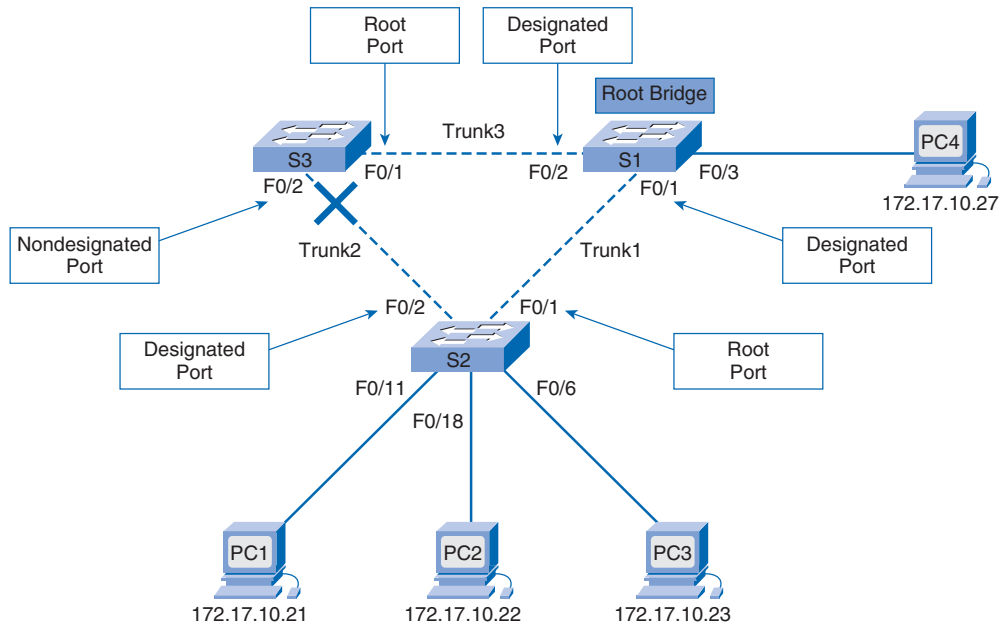 Root
Port
Designated
Port
Root Bridge
Trunk3
S3
S1
PC4
F0/2
F0/1
F0/2
F0/1
F0/3
172.17.10.27
Nondesignated
Port
Trunk2
Trunk1
Designated
Port
F0/2
F0/1
Designated
Port
S2
Root
Port
F0/11
F0/18
F0/6
PC1
PC2
PC3
172.17.10.21
172.17.10.22
172.17.10.23